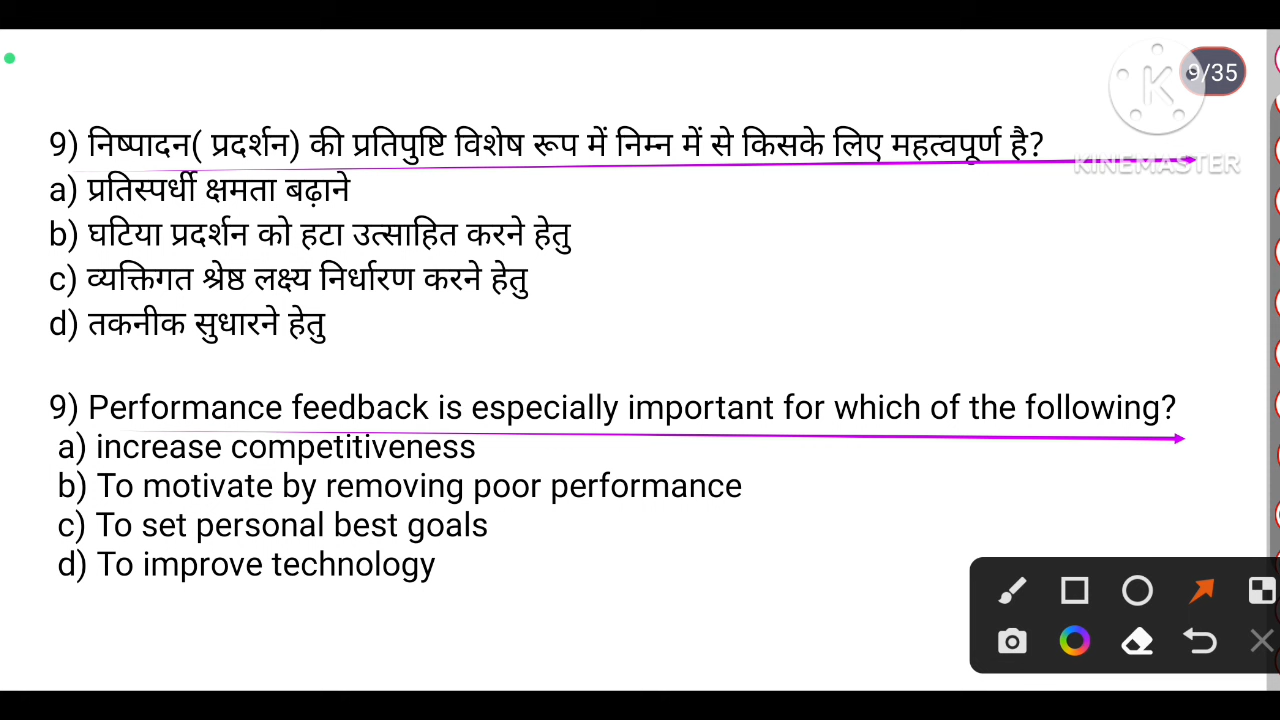 9/35
KINEMASTER
9) निष्पादन( प्रदर्शन) की प्रतिपुष्टि विशेष रूप में निम्न में से किसके लिए महत्वपूर्ण है?
a) प्रतिस्पर्धी क्षमता बढ़ाने
b) घटिया प्रदर्शन को हटा उत्साहित करने हेतु
c) व्यक्तिगत श्रेष्ठ लक्ष्य निर्धारण करने हेतु
d) तकनीक सुधारने हेतु
9) Performance feedback is especially important for which of the following?
a) increase competitiveness
b) To motivate by removing poor performance
c) To set personal best goals
d) To improve technology